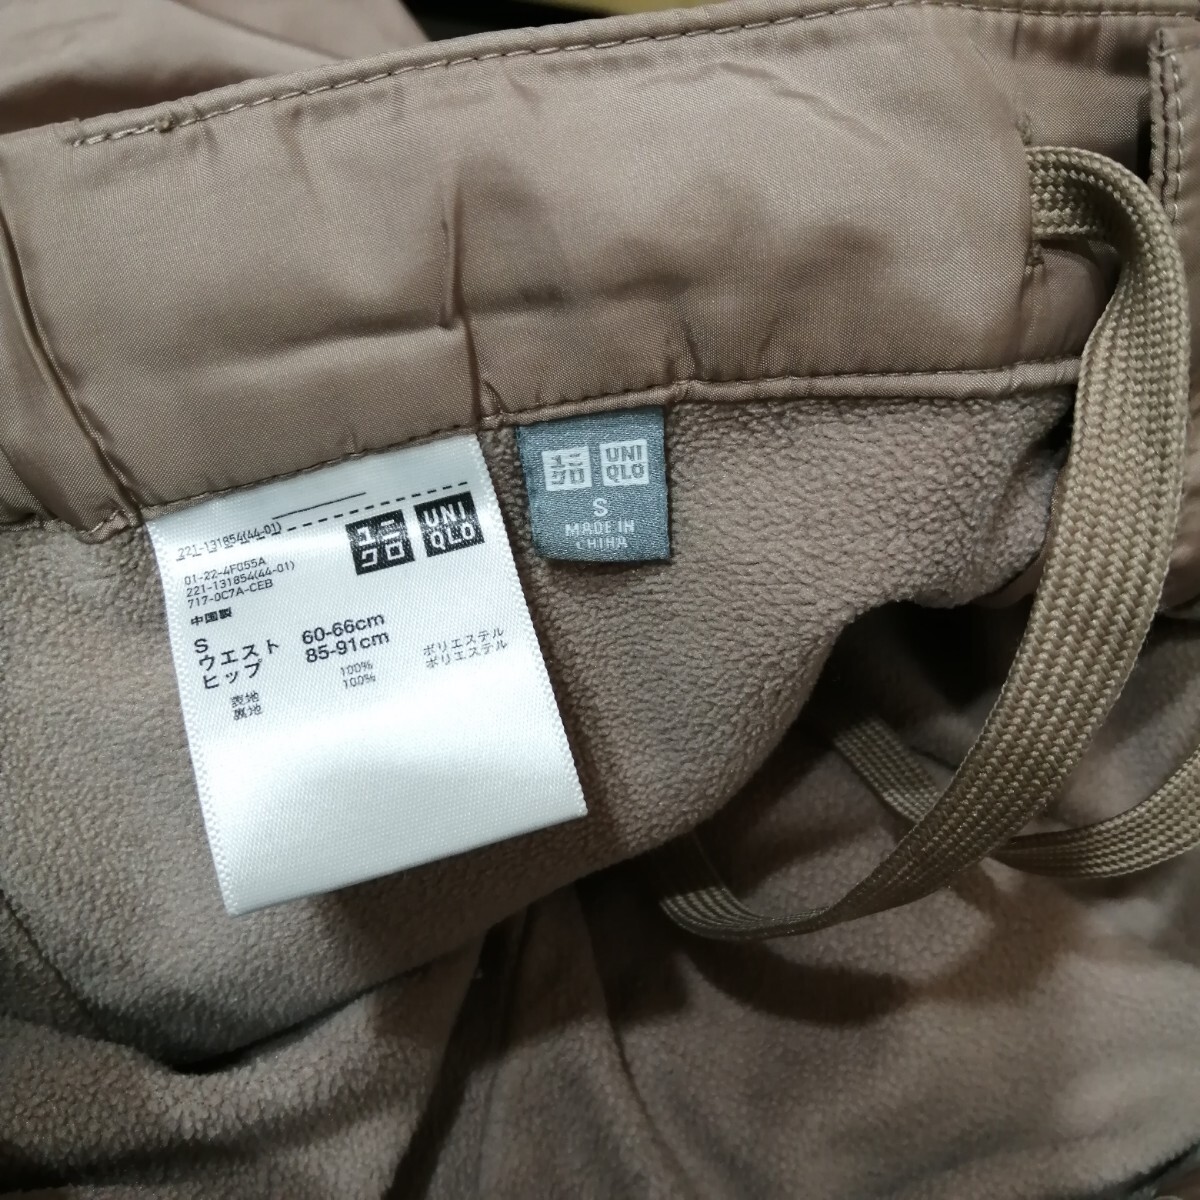 221-131854(44-01)
ユニ
クロ
UNI
QLO
01-22-4F055A
221-131854(44-01)
717-0C7A-CEB
中国製
S
ウエスト 60-66cm
ヒップ 85-91cm
表地 100% ポリエステル
裏地 100% ポリエステル
ユニ
クロ
UNI
QLO
S
MADE IN
CHINA